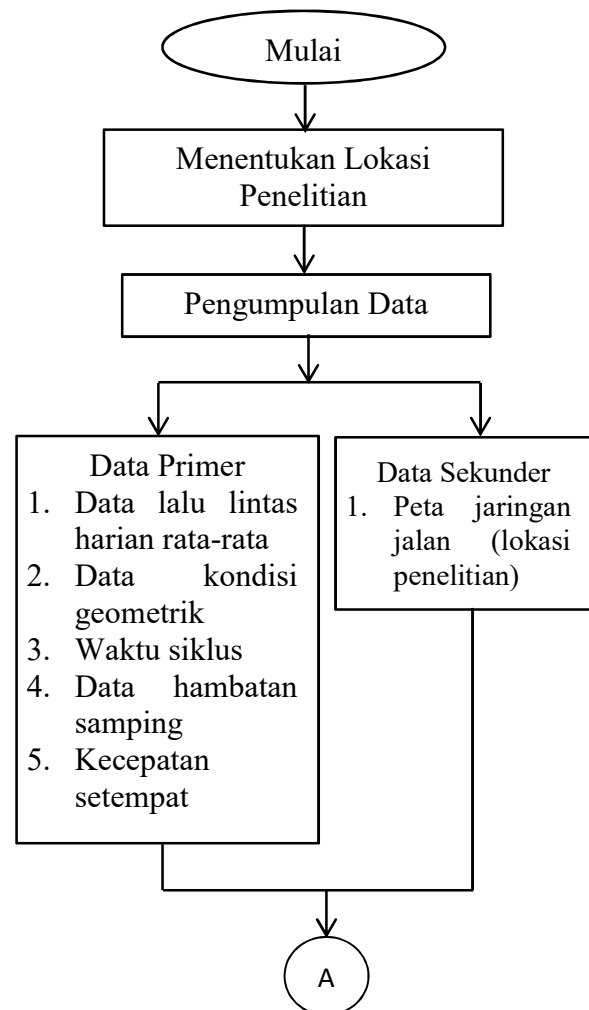 Mulai
Menentukan Lokasi
Penelitian
Pengumpulan Data
Data Primer
1. Data lalu lintas
harian rata-rata
2. Data kondisi
geometrik
3. Waktu siklus
4. Data hambatan
samping
5. Kecepatan
setempat
Data Sekunder
1. Peta jaringan
jalan (lokasi
penelitian)
A